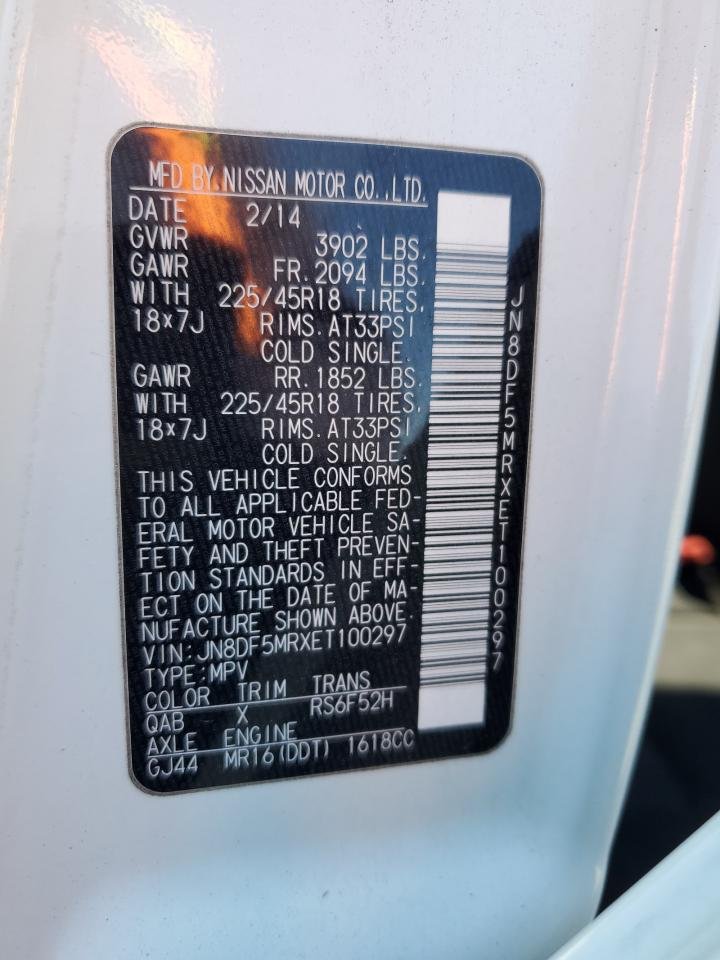 MFD BY NISSAN MOTOR CO.,LTD.
DATE 2/14
GVWR 3902 LBS.
GAWR FR. 2094 LBS.
WITH 225/45R18 TIRES,
18x7J RIMS. AT33PSI
COLD SINGLE.
GAWR RR. 1852 LBS.
WITH 225/45R18 TIRES,
18x7J RIMS. AT33PSI
COLD SINGLE.
THIS VEHICLE CONFORMS
TO ALL APPLICABLE FED-
ERAL MOTOR VEHICLE SA-
FETY AND THEFT PREVEN-
TION STANDARDS IN EFF-
ECT ON THE DATE OF MA-
NUFACTURE SHOWN ABOVE.
VIN:JN8DF5MRXET100297
TYPE:MPV
COLOR TRIM TRANS
QAB X RS6F52H
AXLE ENGINE
GJ44 MR16(DDT) 1618CC
JN8DF5MRXET100297